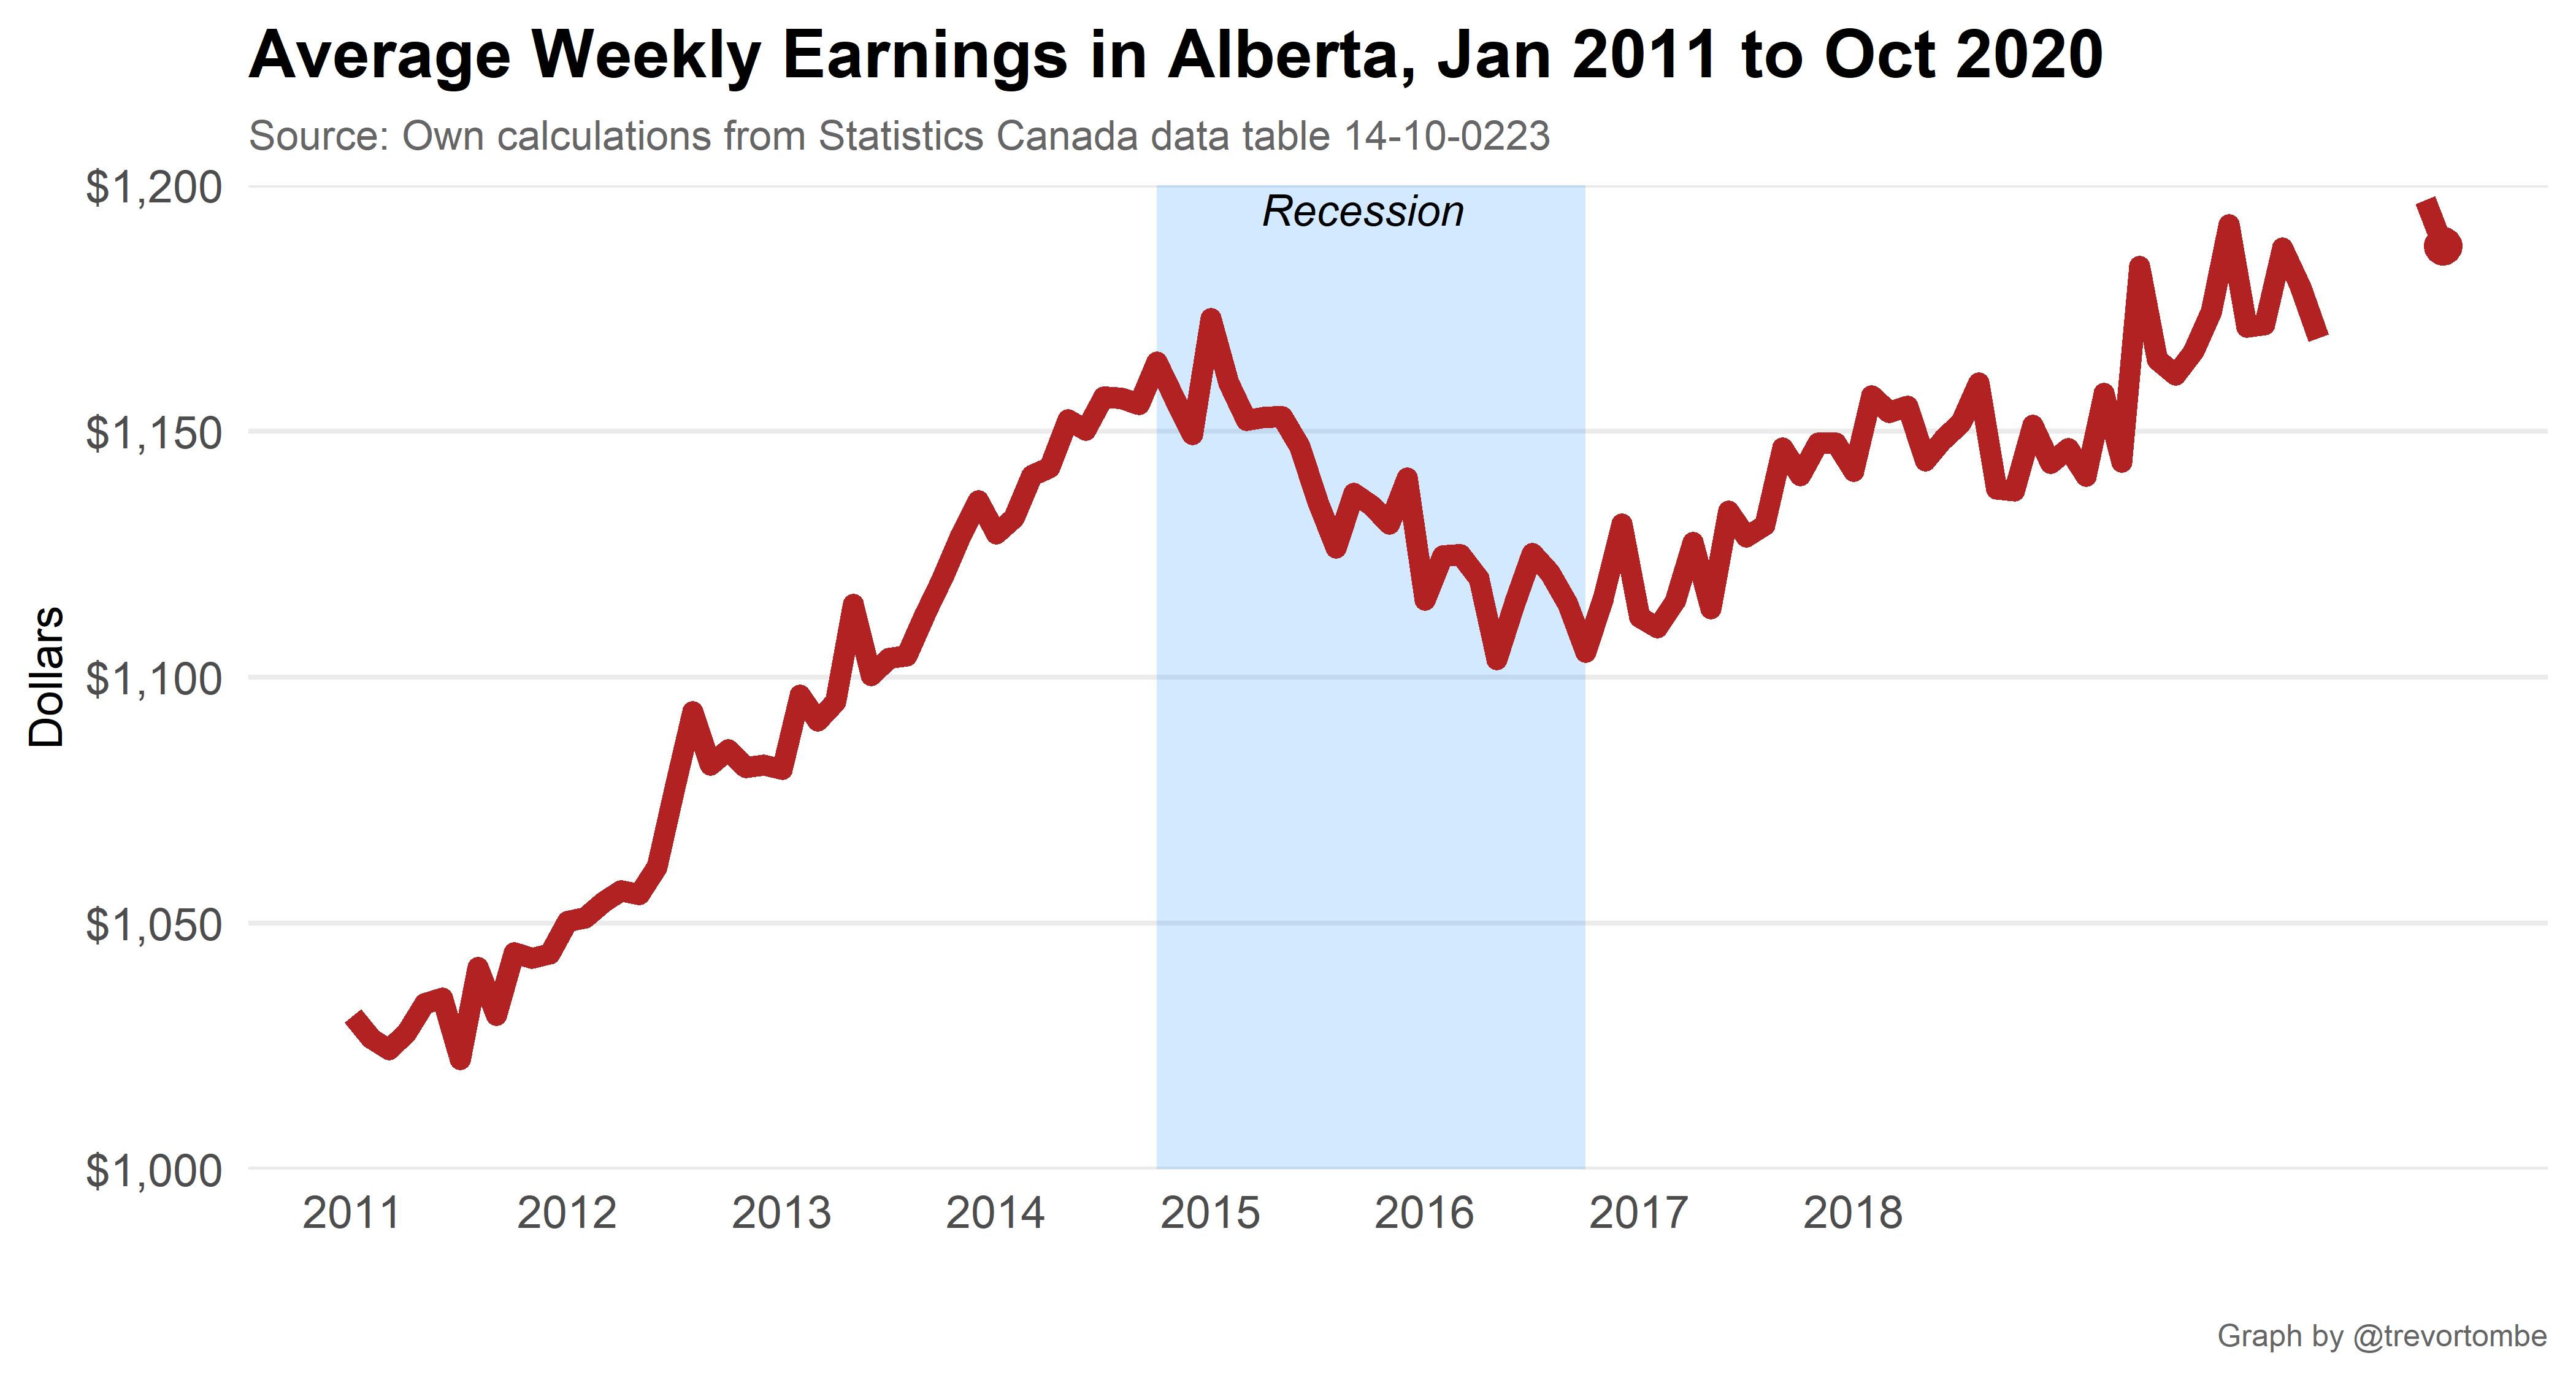 Average Weekly Earnings in Alberta, Jan 2011 to Oct 2020
Source: Own calculations from Statistics Canada data table 14-10-0223
$1,200
Recession
$1,150
$1,100
Dollars
$1,050
$1,000
2011 2012 2013 2014 2015 2016 2017 2018
Graph by @trevortombe